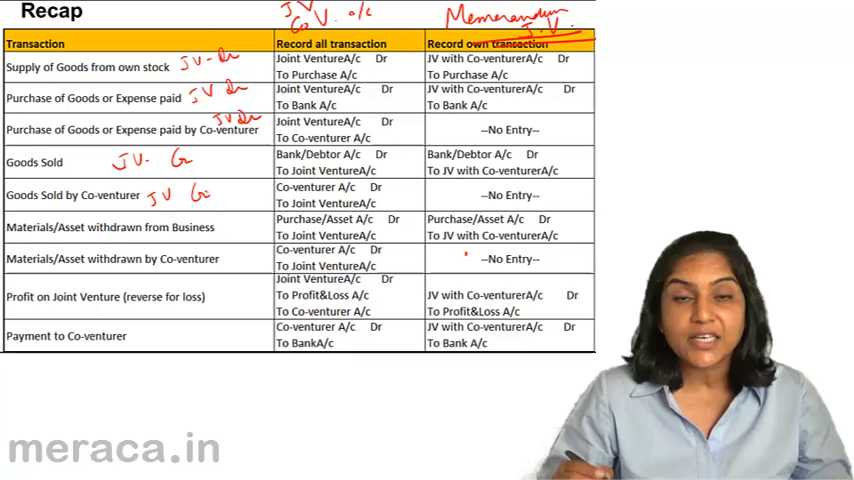 Recap
J V
Co V. a/c
Memorandum
J. V.
Transaction
Record all transaction
Record own transaction
Supply of Goods from own stock
JV - Dr
Joint VentureA/c Dr
To Purchase A/c
JV with Co-venturerA/c Dr
To Purchase A/c
Purchase of Goods or Expense paid
JV Dr
Joint VentureA/c Dr
To Bank A/c
JV with Co-venturerA/c Dr
To Bank A/c
Purchase of Goods or Expense paid by Co-venturer
JV Dr
Joint VentureA/c Dr
To Co-venturer A/c
--No Entry--
Goods Sold
JV - Cr
Bank/Debtor A/c Dr
To Joint VentureA/c
Bank/Debtor A/c Dr
To JV with Co-venturerA/c
Goods Sold by Co-venturer
JV Cr
Co-venturer A/c Dr
To Joint VentureA/c
--No Entry--
Materials/Asset withdrawn from Business
Purchase/Asset A/c Dr
To Joint VentureA/c
Purchase/Asset A/c Dr
To JV with Co-venturerA/c
Materials/Asset withdrawn by Co-venturer
Co-venturer A/c Dr
To Joint VentureA/c
--No Entry--
Profit on Joint Venture (reverse for loss)
Joint VentureA/c Dr
To Profit&Loss A/c
To Co-venturer A/c
JV with Co-venturerA/c Dr
To Profit&Loss A/c
Payment to Co-venturer
Co-venturer A/c Dr
To BankA/c
JV with Co-venturerA/c Dr
To Bank A/c
meraca.in